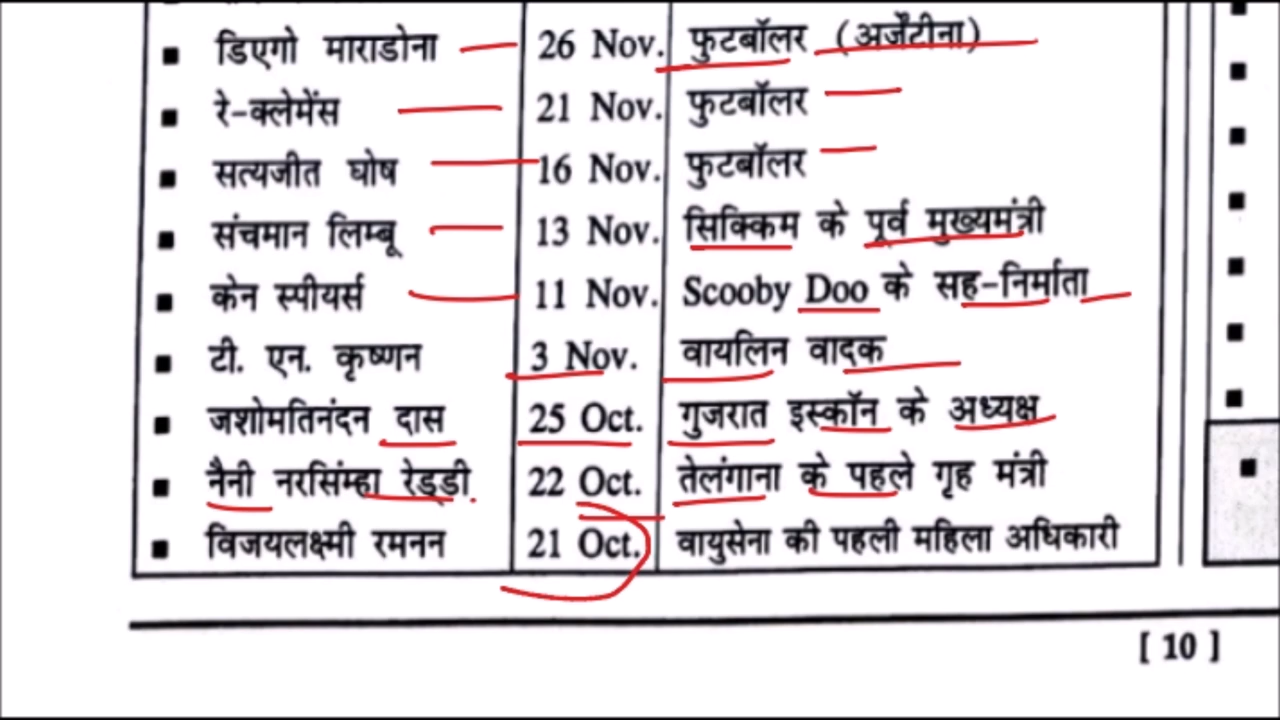 ▪ डिएगो माराडोना 26 Nov. फुटबॉलर (अर्जेंटीना)
▪ रे-क्लेमेंस 21 Nov. फुटबॉलर
▪ सत्यजीत घोष 16 Nov. फुटबॉलर
▪ संचमान लिम्बू 13 Nov. सिक्किम के पूर्व मुख्यमंत्री
▪ केन स्पीयर्स 11 Nov. Scooby Doo के सह-निर्माता
▪ टी. एन. कृष्णन 3 Nov. वायलिन वादक
▪ जशोमतिनंदन दास 25 Oct. गुजरात इस्कॉन के अध्यक्ष
▪ नैनी नरसिंम्हा रेड्डी 22 Oct. तेलंगाना के पहले गृह मंत्री
▪ विजयलक्ष्मी रमनन 21 Oct. वायुसेना की पहली महिला अधिकारी
[ 10 ]